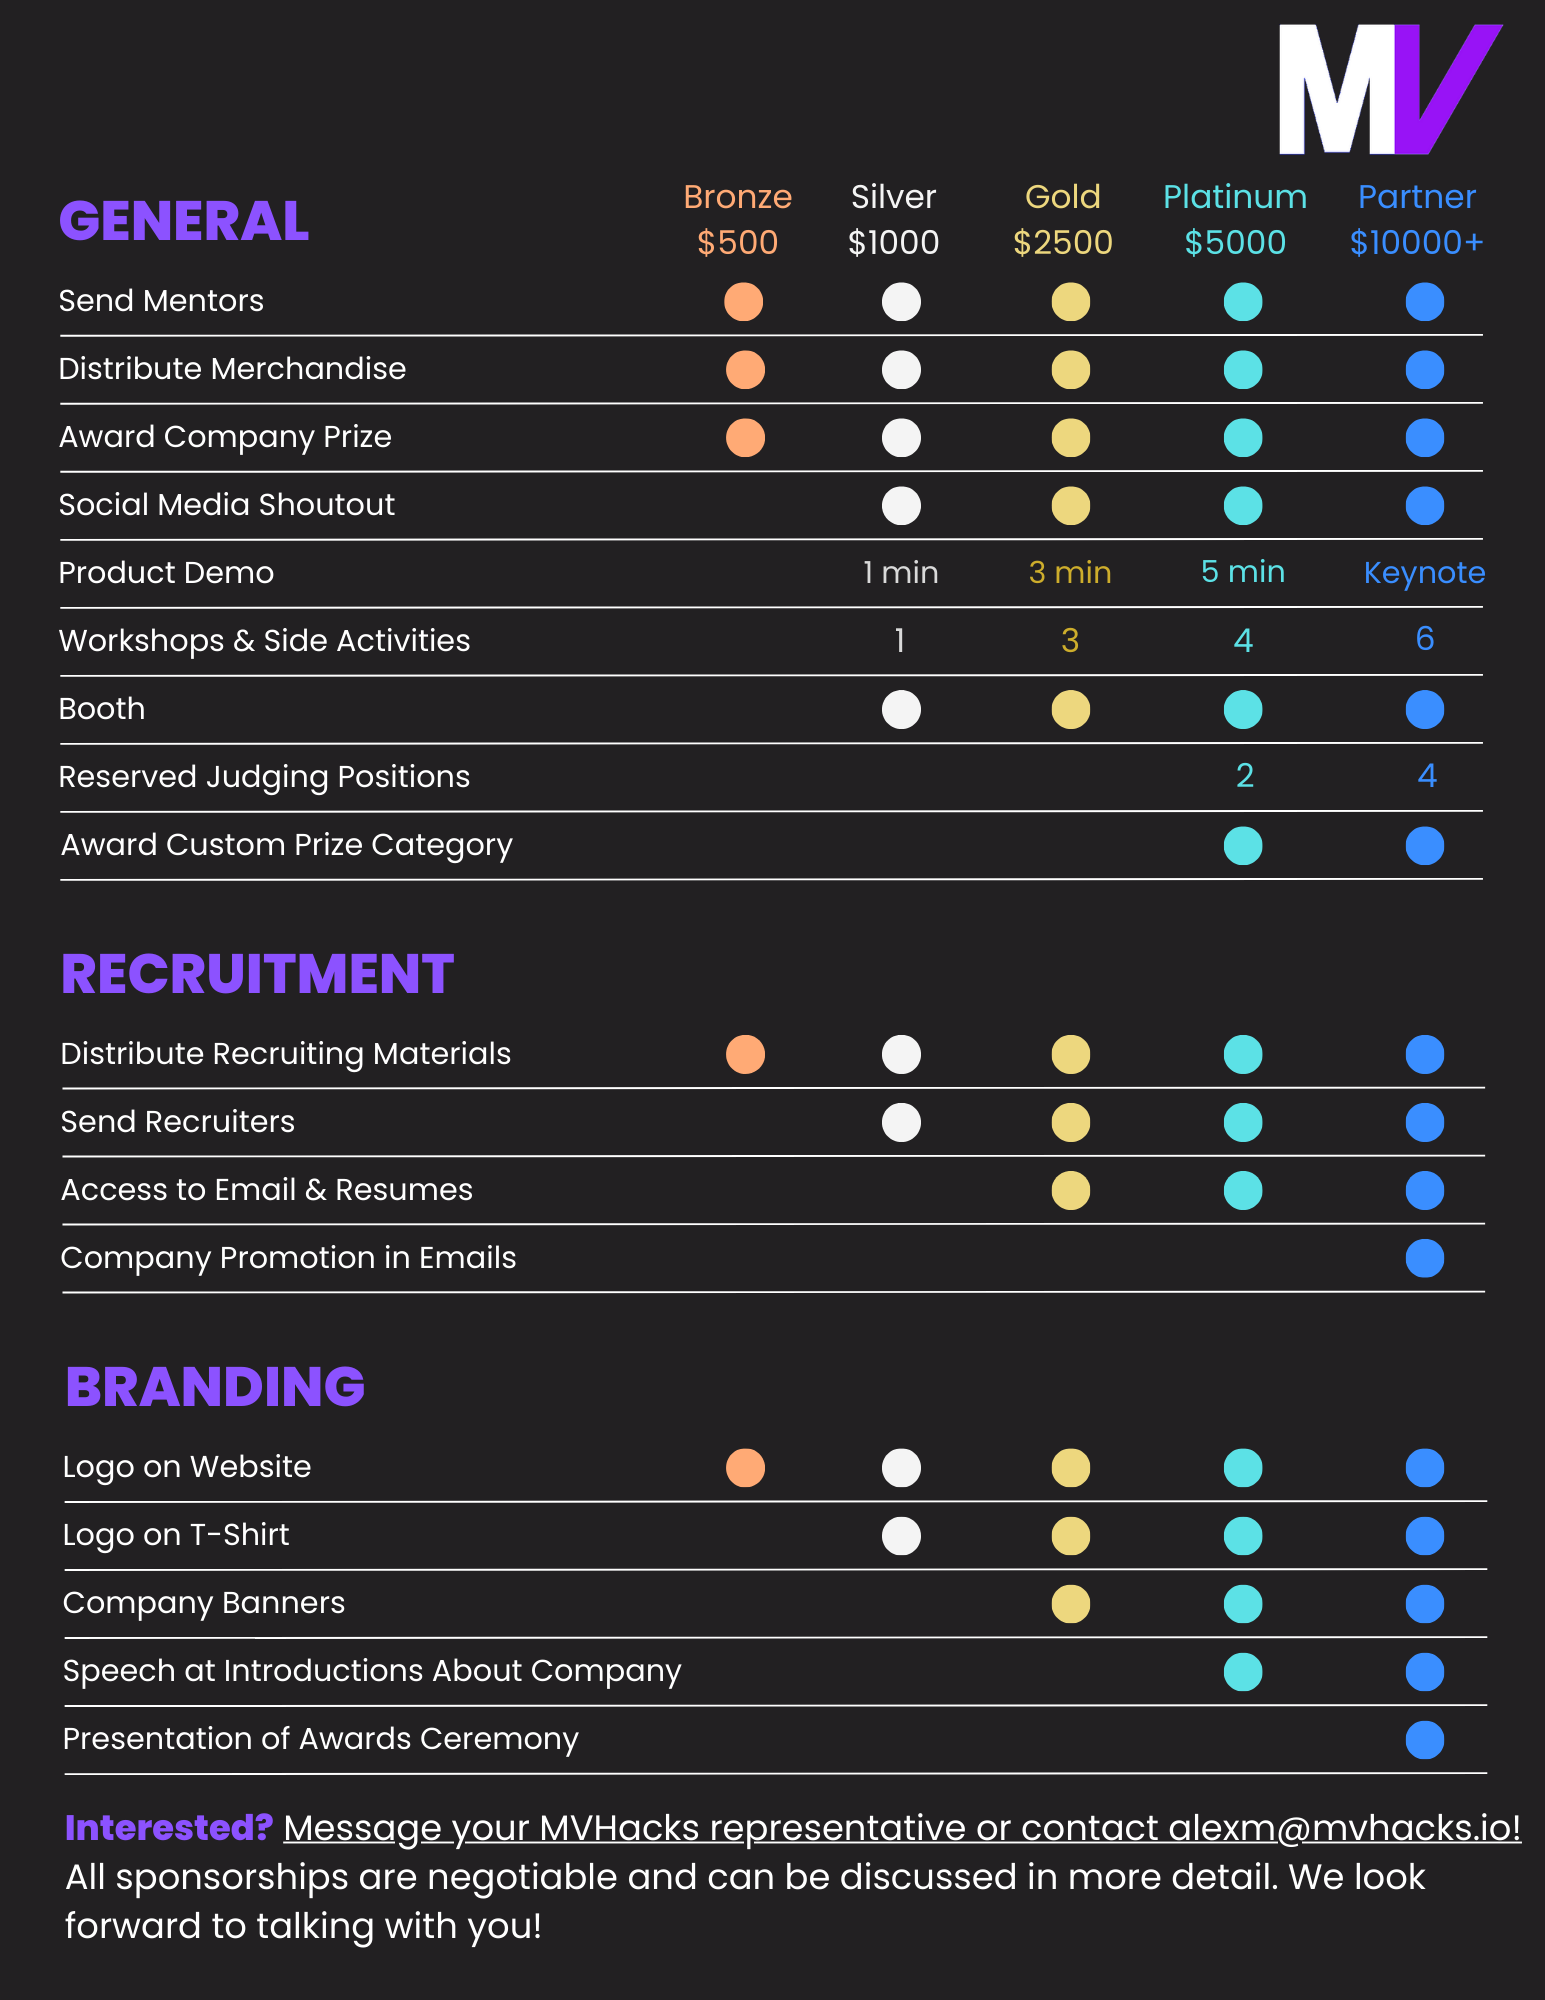 MV
GENERAL
Bronze Silver Gold Platinum Partner
$500 $1000 $2500 $5000 $10000+
Send Mentors
Distribute Merchandise
Award Company Prize
Social Media Shoutout
Product Demo 1 min 3 min 5 min Keynote
Workshops & Side Activities 1 3 4 6
Booth
Reserved Judging Positions 2 4
Award Custom Prize Category
RECRUITMENT
Distribute Recruiting Materials
Send Recruiters
Access to Email & Resumes
Company Promotion in Emails
BRANDING
Logo on Website
Logo on T-Shirt
Company Banners
Speech at Introductions About Company
Presentation of Awards Ceremony
Interested? Message your MVHacks representative or contact alexm@mvhacks.io!
All sponsorships are negotiable and can be discussed in more detail. We look
forward to talking with you!